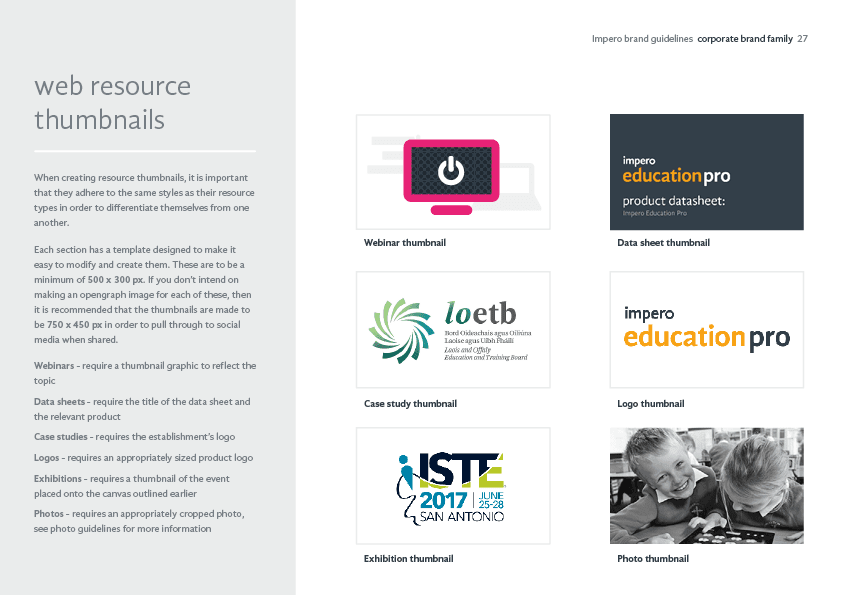 Impero brand guidelines corporate brand family 27
web resource
thumbnails
When creating resource thumbnails, it is important
that they adhere to the same styles as their resource
types in order to differentiate themselves from one
another.
Each section has a template designed to make it
easy to modify and create them. These are to be a
minimum of 500 x 300 px. If you don't intend on
making an opengraph image for each of these, then
it is recommended that the thumbnails are made to
be 750 x 450 px in order to pull through to social
media when shared.
Webinars - require a thumbnail graphic to reflect the
topic
Data sheets - require the title of the data sheet and
the relevant product
Case studies - requires the establishment's logo
Logos - requires an appropriately sized product logo
Exhibitions - requires a thumbnail of the event
placed onto the canvas outlined earlier
Photos - requires an appropriately cropped photo,
see photo guidelines for more information
Webinar thumbnail
impero
educationpro
product datasheet:
Impero Education Pro
Data sheet thumbnail
loetb
Bord Oideachais agus Oiliúna
Laoise agus Uíbh Fhailí
Laois and Offaly
Education and Training Board
Case study thumbnail
impero
educationpro
Logo thumbnail
ISTE
2017 | JUNE
25-28
SAN ANTONIO
Exhibition thumbnail
Photo thumbnail